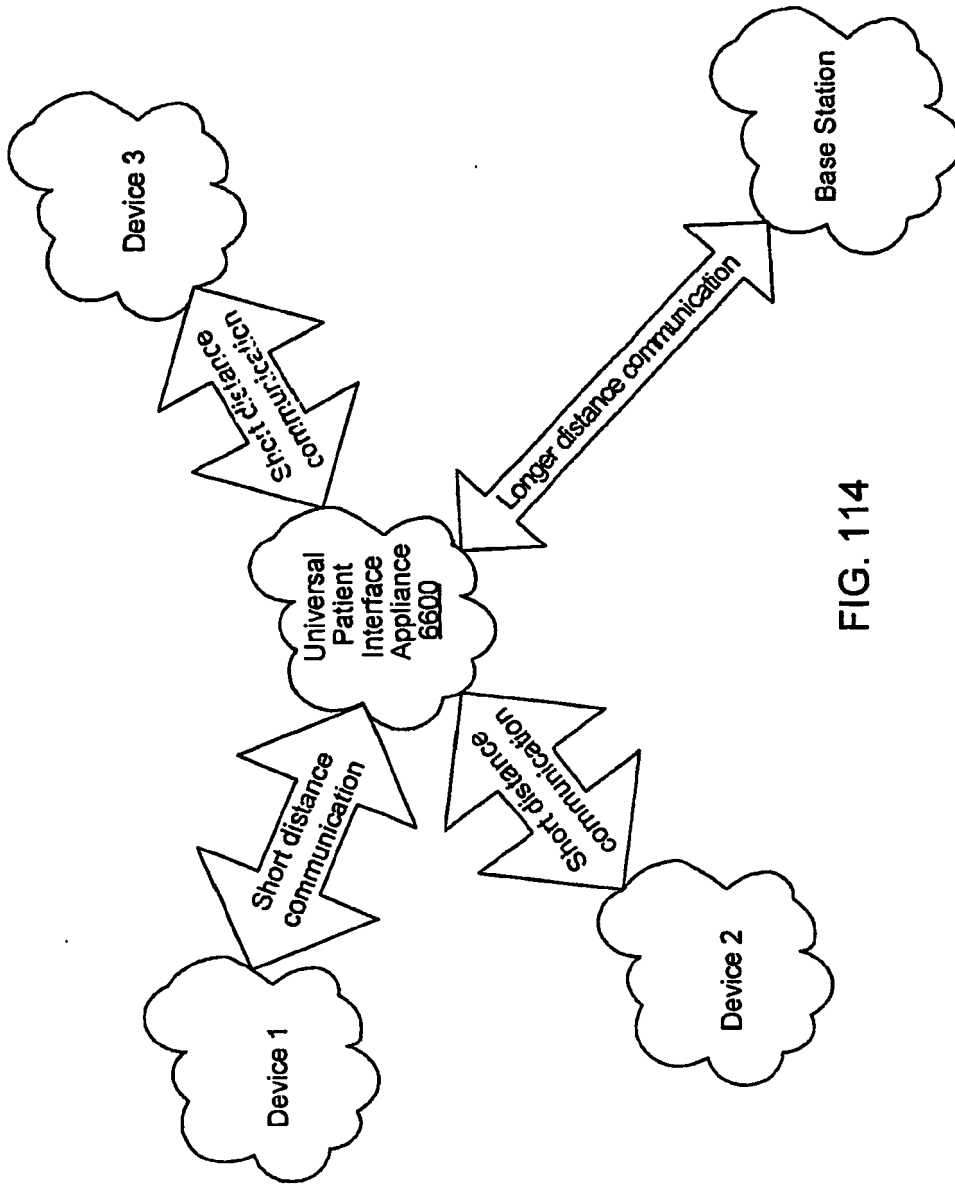 Device 1
Short distance
communication
Device 2
Short distance
communication
Universal
Patient
Interface
Appliance
6600
Device 3
Short distance
communication
Longer distance communication
Base Station
FIG. 114